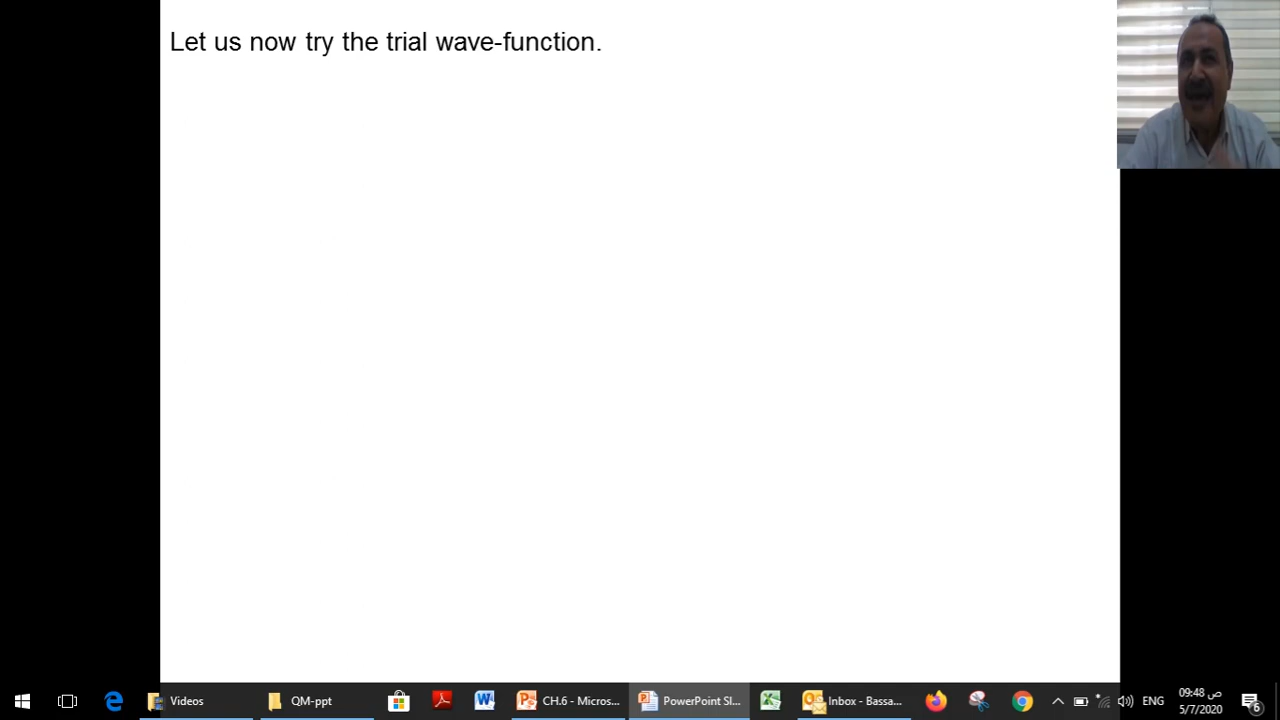 Let us now try the trial wave-function.
Videos
QM-ppt
CH.6 - Micros...
PowerPoint Sl...
Inbox - Bassa...
ENG
09:48 ص
5/7/2020
6